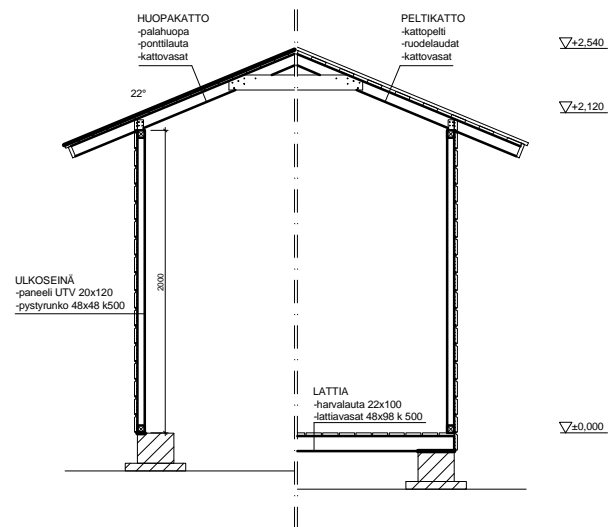 HUOPAKATTO
-palahuopa
-ponttilauta
-kattovasat
PELTIKATTO
-kattopelti
-ruodelaudat
-kattovasat
+2,540
22°
+2,120
2000
ULKOSEINÄ
-paneeli UTV 20x120
-pystyrunko 48x48 k500
LATTIA
-harvalauta 22x100
-lattiavasat 48x98 k 500
±0,000